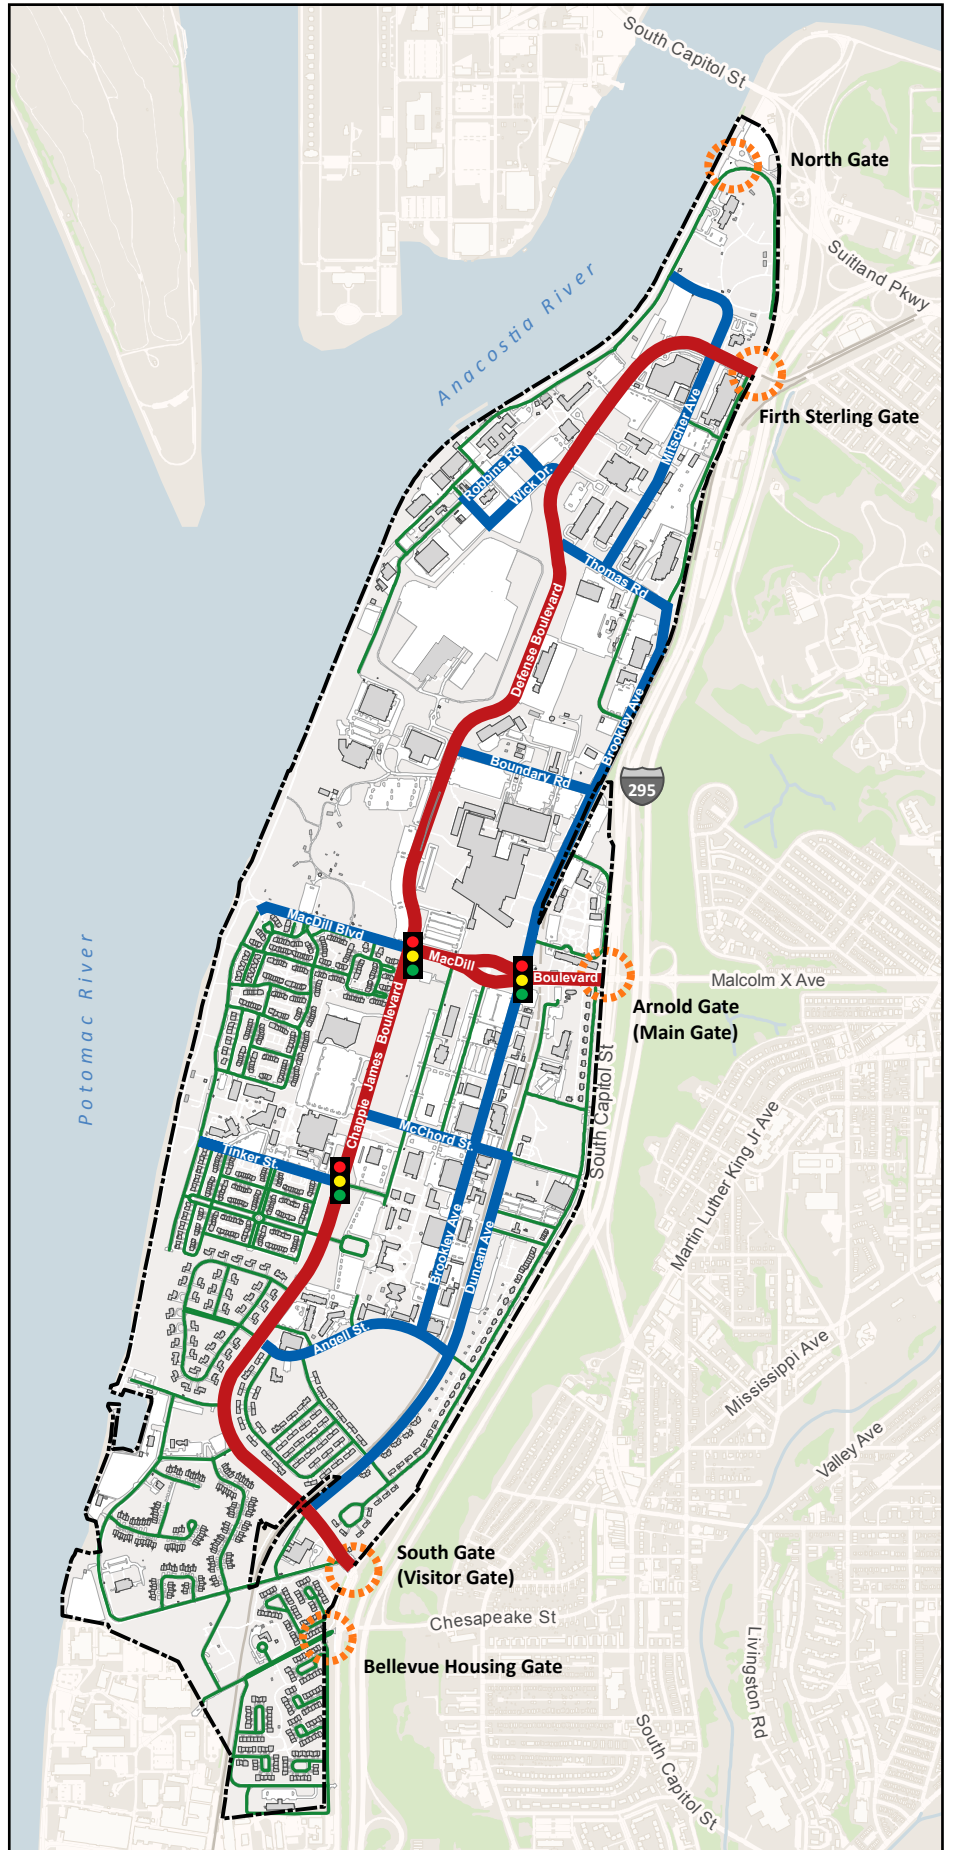 South Capitol St
North Gate
Suitland Pkwy
Anacostia River
Firth Sterling Gate
Mitscher Ave
Robbins Rd
Wick Dr.
Thomas Rd
Defense Boulevard
Brookley Ave
Boundary Rd
295
MacDill Blvd
MacDill
Boulevard
Malcolm X Ave
Arnold Gate
(Main Gate)
Potomac River
Chappie James Boulevard
South Capitol St
McChord St.
Tinker St.
Martin Luther King Jr Ave
Brookley Ave
Duncan Ave
Angell St.
Mississippi Ave
Valley Ave
South Gate
(Visitor Gate)
Chesapeake St
Bellevue Housing Gate
Livingston Rd
South Capitol St